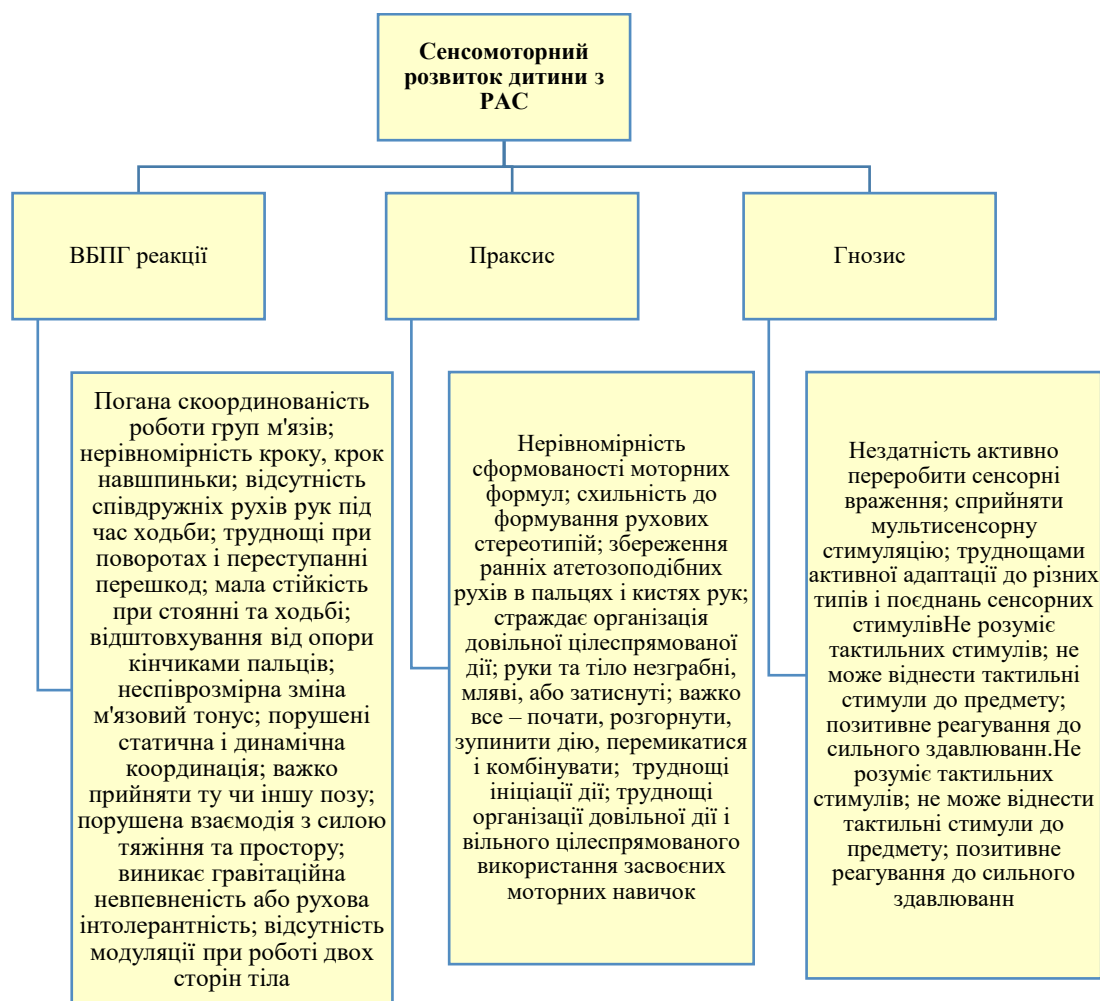 Сенсомоторний
розвиток дитини з
РАС
ВБПГ реакції
Праксис
Гнозис
Погана скоординованість
роботи груп м'язів;
нерівномірність кроку, крок
навшпиньки; відсутність
співдружніх рухів рук під
час ходьби; труднощі при
поворотах і переступанні
перешкод; мала стійкість
при стоянні та ходьбі;
відштовхування від опори
кінчиками пальців;
неспіврозмірна зміна
м'язовий тонус; порушені
статична і динамічна
координація; важко
прийняти ту чи іншу позу;
порушена взаємодія з силою
тяжіння та простору;
виникає гравітаційна
невпевненість або рухова
інтолерантність; відсутність
модуляції при роботі двох
сторін тіла
Нерівномірність
сформованості моторних
формул; схильність до
формування рухових
стереотипій; збереження
ранніх атетозоподібних
рухів в пальцях і кистях рук;
страждає організація
довільної цілеспрямованої
дії; руки та тіло незграбні,
мляві, або затиснуті; важко
все – почати, розгорнути,
зупинити дію, перемикатися
і комбінувати; труднощі
ініціації дії; труднощі
організації довільної дії і
вільного цілеспрямованого
використання засвоєних
моторних навичок
Нездатність активно
переробити сенсорні
враження; сприйняти
мультисенсорну
стимуляцію; труднощами
активної адаптації до різних
типів і поєднань сенсорних
стимулівНе розуміє
тактильних стимулів; не
може віднести тактильні
стимули до предмету;
позитивне реагування до
сильного здавлюванн.Не
розуміє тактильних
стимулів; не може віднести
тактильні стимули до
предмету; позитивне
реагування до сильного
здавлюванн